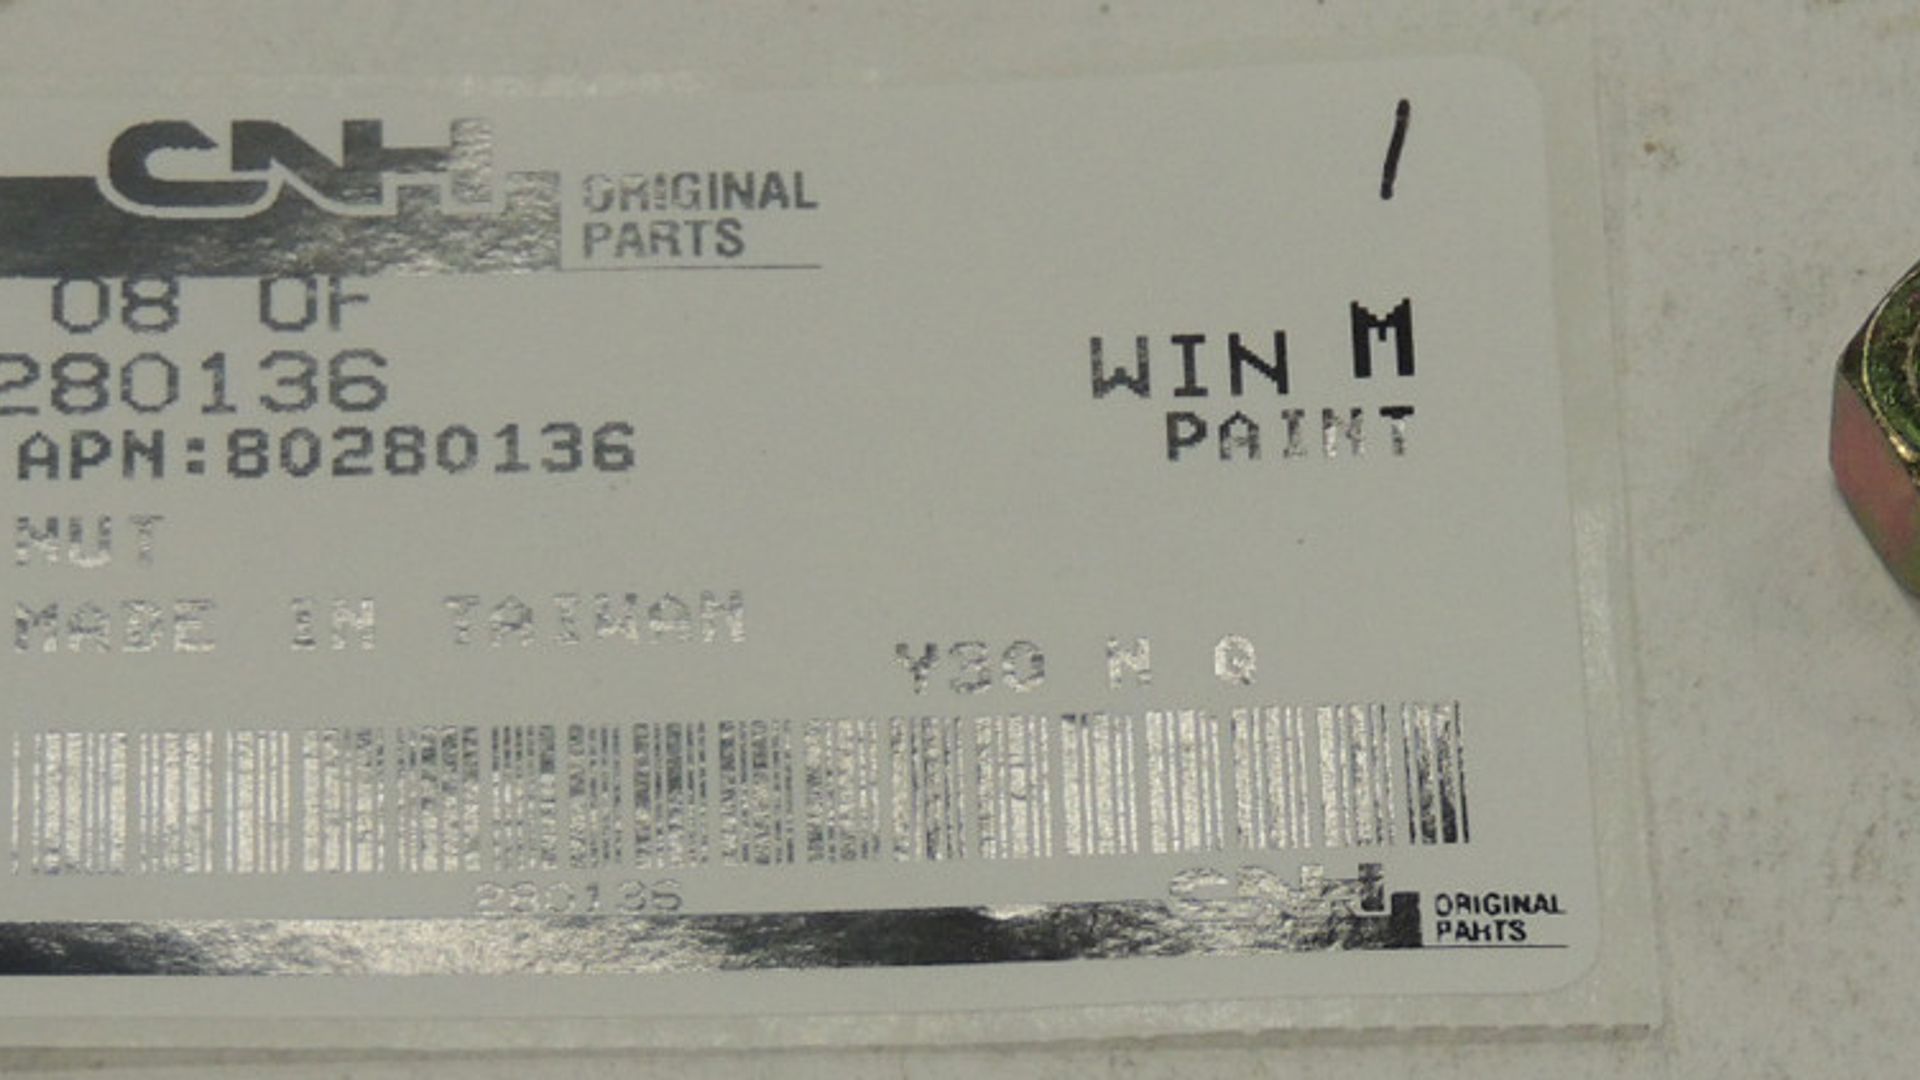 CNH
ORIGINAL
PARTS
08 OF
280136
APN:80280136
NUT
MADE IN TAIWAN
/
WIN M
PAINT
Y30 N Q
280136
CNH
ORIGINAL
PARTS